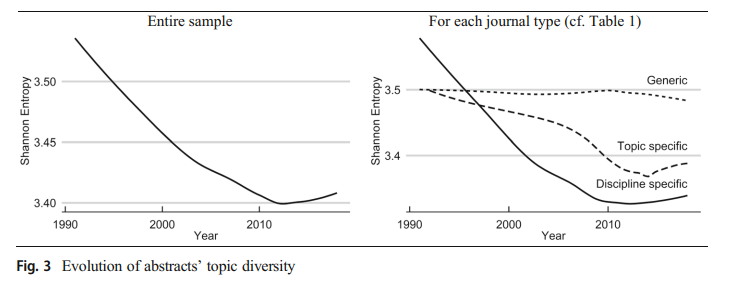 Entire sample
For each journal type (cf. Table 1)
Shannon Entropy
3.50
3.45
3.40
1990
2000
2010
Year
Shannon Entropy
3.5
3.4
Generic
Topic specific
Discipline specific
1990
2000
2010
Year
Fig. 3 Evolution of abstracts’ topic diversity